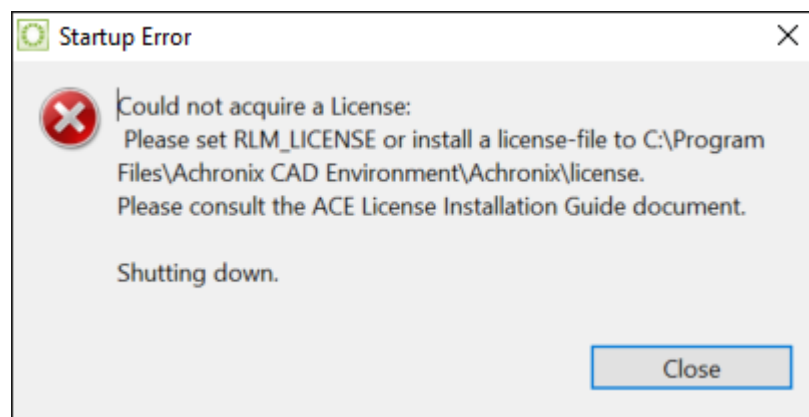 Startup Error
Could not acquire a License:
Please set RLM_LICENSE or install a license-file to C:\Program
Files\Achronix CAD Environment\Achronix\license.
Please consult the ACE License Installation Guide document.
Shutting down.
Close